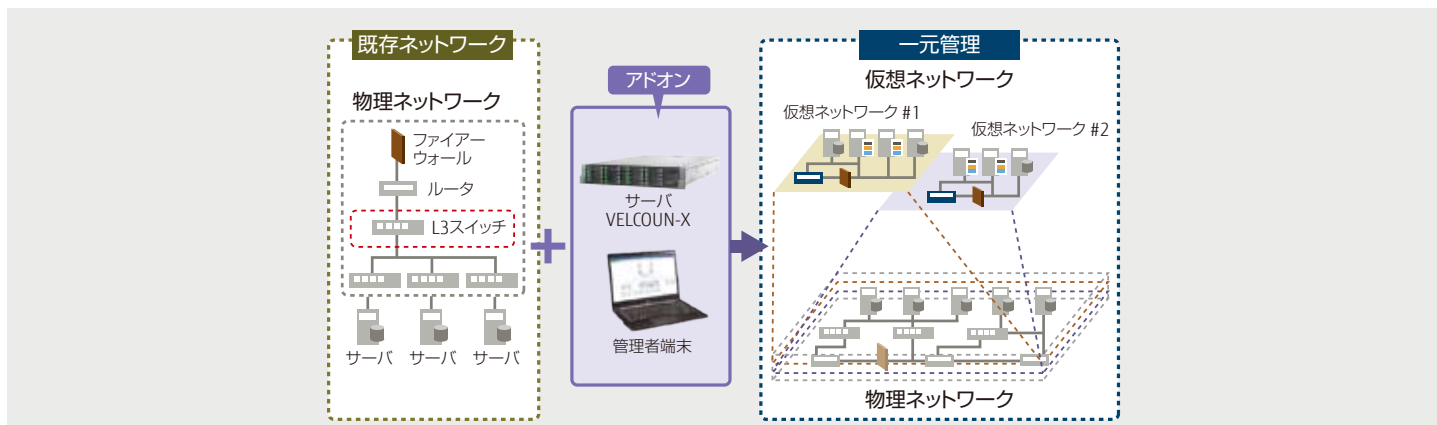 既存ネットワーク
物理ネットワーク
ファイアー
ウォール
ルータ
L3スイッチ
サーバ
サーバ
サーバ
アドオン
サーバ
VELCOUN-X
管理者端末
一元管理
仮想ネットワーク
仮想ネットワーク #1
仮想ネットワーク #2
物理ネットワーク